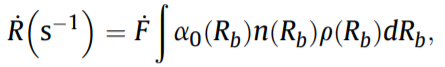 Ṙ(s⁻¹) = Ḟ ∫ α₀(R_b)n(R_b)ρ(R_b)dR_b,